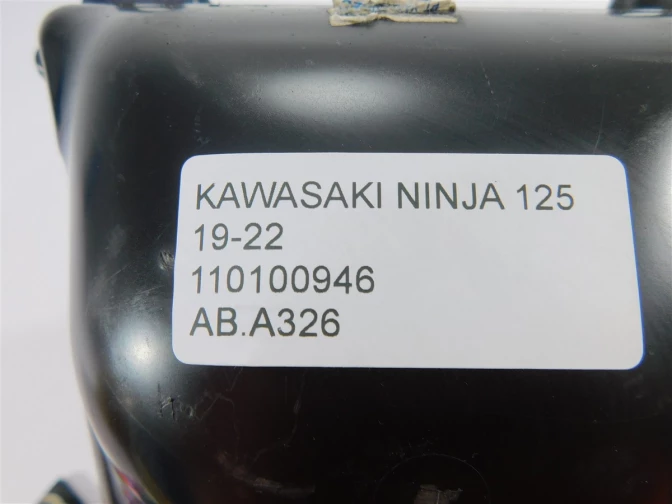 KAWASAKI NINJA 125
19-22
110100946
AB.A326